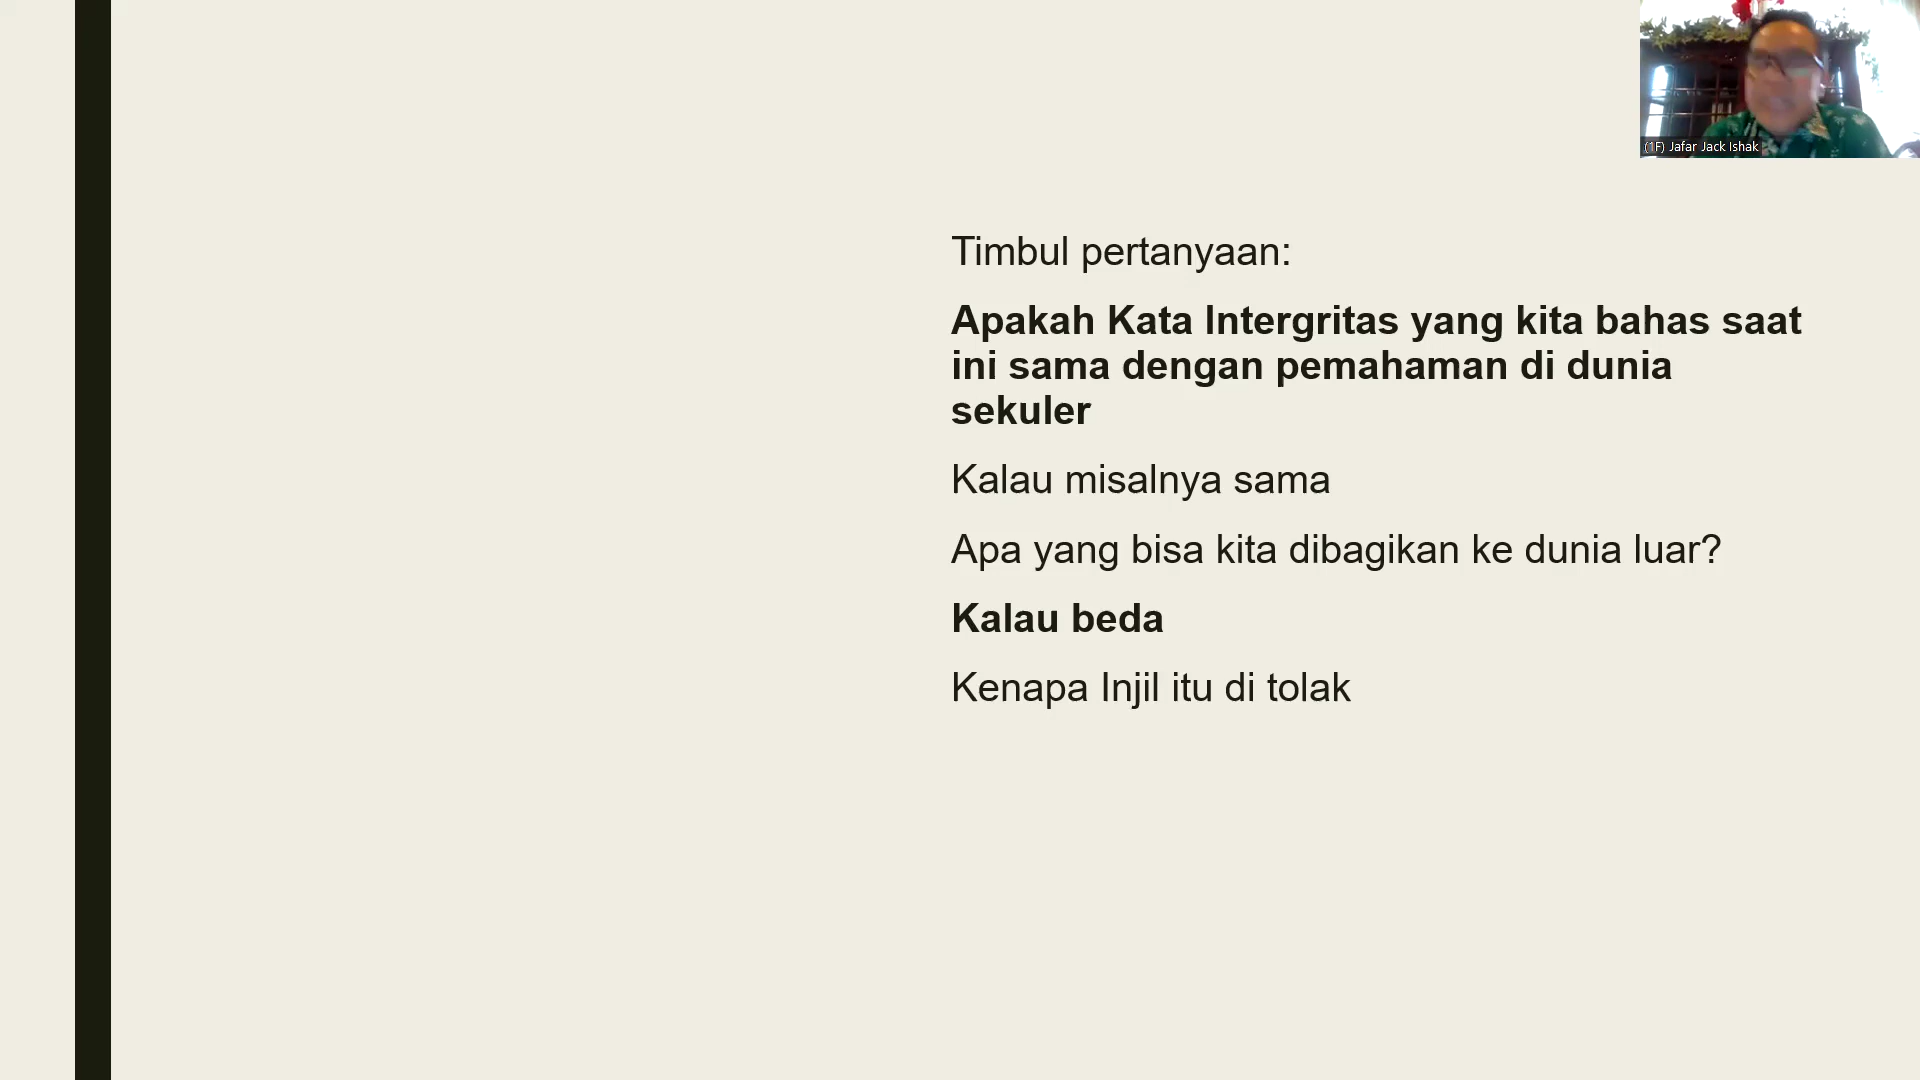 (1F) Jafar Jack Ishak
Timbul pertanyaan:
Apakah Kata Intergritas yang kita bahas saat
ini sama dengan pemahaman di dunia
sekuler
Kalau misalnya sama
Apa yang bisa kita dibagikan ke dunia luar?
Kalau beda
Kenapa Injil itu di tolak